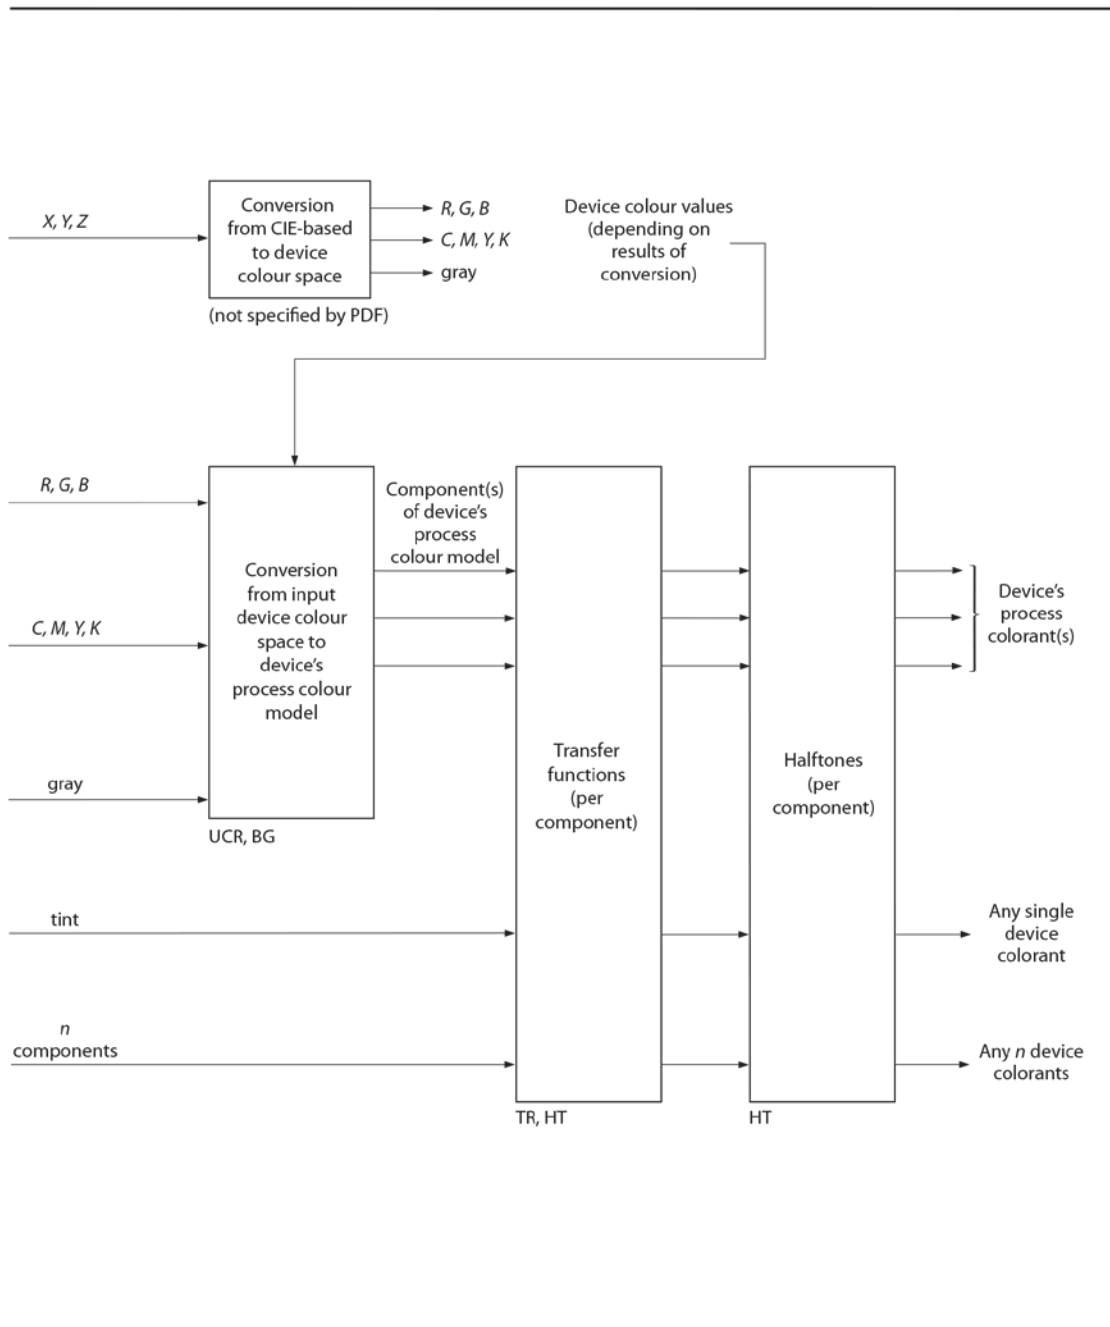 X, Y, Z
Conversion
from CIE-based
to device
colour space
(not specified by PDF)
R, G, B
C, M, Y, K
gray
Device colour values
(depending on
results of
conversion)
R, G, B
C, M, Y, K
gray
Conversion
from input
device colour
space to
device's
process colour
model
UCR, BG
Component(s)
of device's
process
colour model
Transfer
functions
(per
component)
TR, HT
Halftones
(per
component)
HT
Device's
process
colorant(s)
tint
Any single
device
colorant
n
components
Any n device
colorants